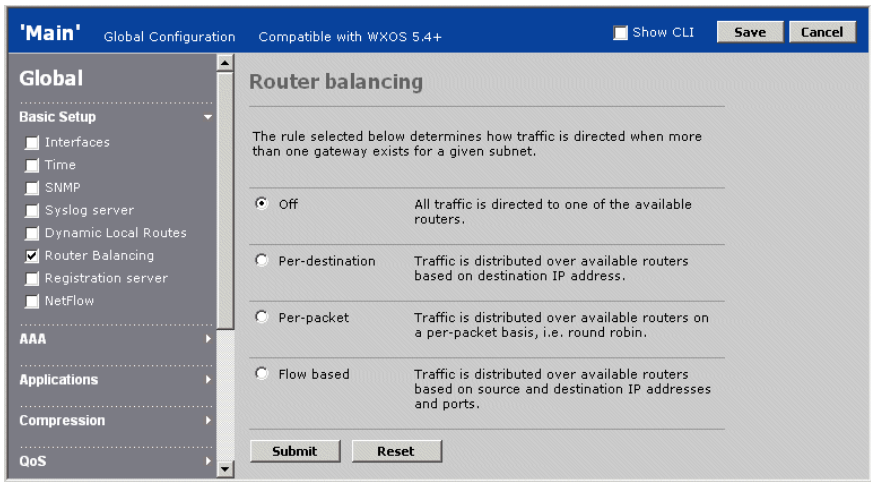 'Main' Global Configuration Compatible with WXOS 5.4+ Show CLI Save Cancel
Global
Basic Setup
Interfaces
Time
SNMP
Syslog server
Dynamic Local Routes
Router Balancing
Registration server
NetFlow
AAA
Applications
Compression
QoS
Router balancing
The rule selected below determines how traffic is directed when more
than one gateway exists for a given subnet.
Off All traffic is directed to one of the available
routers.
Per-destination Traffic is distributed over available routers
based on destination IP address.
Per-packet Traffic is distributed over available routers on
a per-packet basis, i.e. round robin.
Flow based Traffic is distributed over available routers
based on source and destination IP addresses
and ports.
Submit Reset